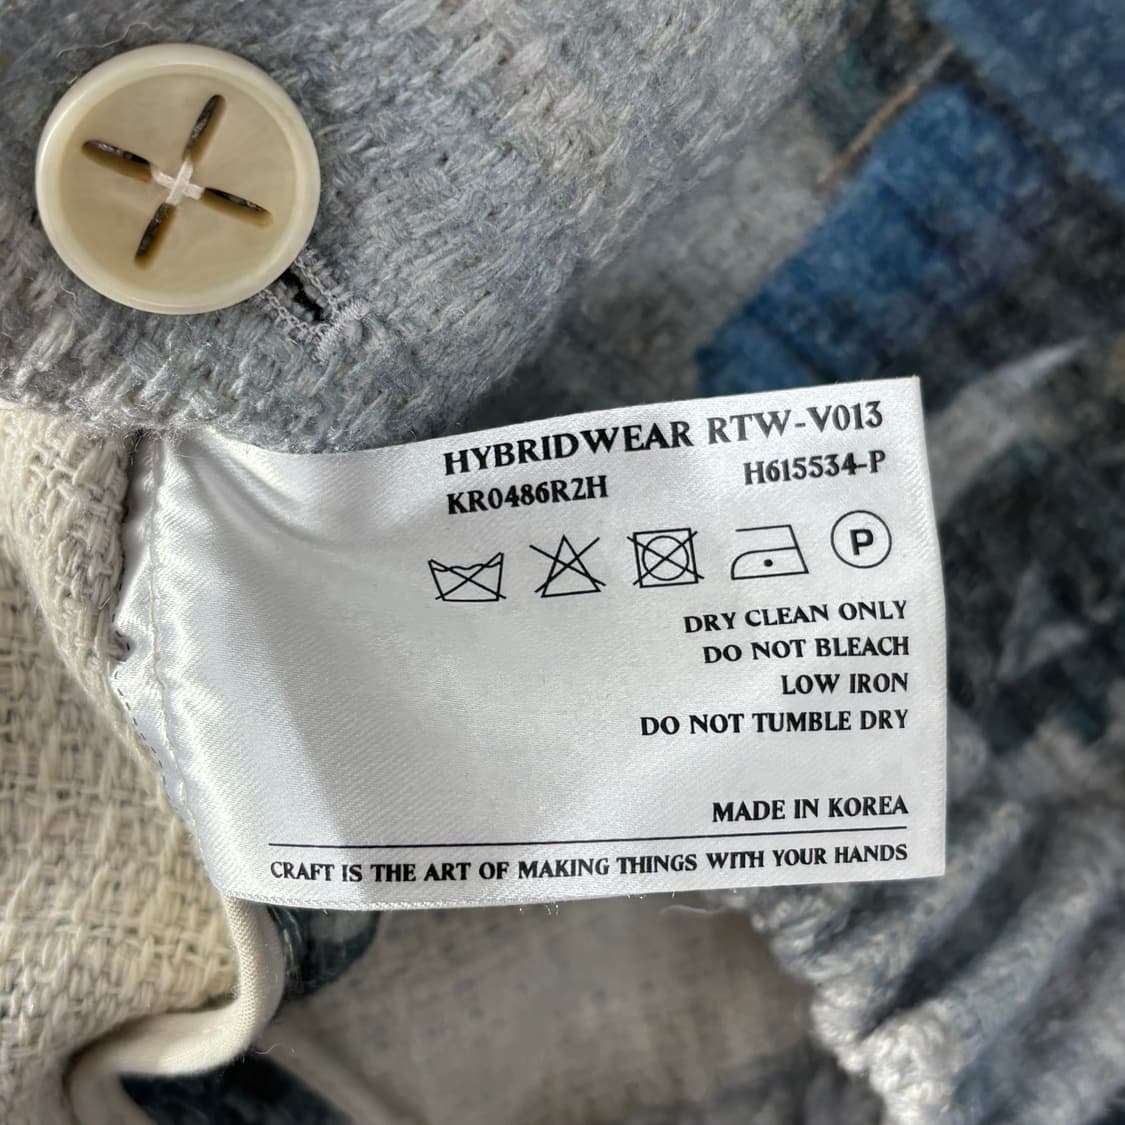 HYBRIDWEAR RTW-V013
KR0486R2H H615534-P
P
DRY CLEAN ONLY
DO NOT BLEACH
LOW IRON
DO NOT TUMBLE DRY
MADE IN KOREA
CRAFT IS THE ART OF MAKING THINGS WITH YOUR HANDS